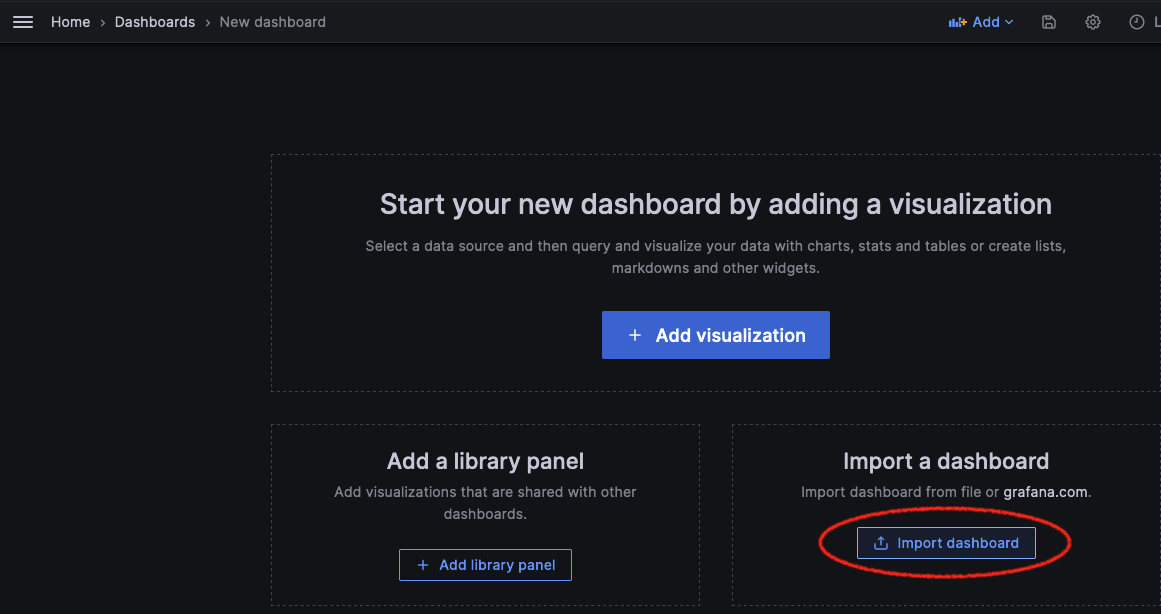 Home › Dashboards › New dashboard
Add
Start your new dashboard by adding a visualization
Select a data source and then query and visualize your data with charts, stats and tables or create lists,
markdowns and other widgets.
+ Add visualization
Add a library panel
Add visualizations that are shared with other
dashboards.
+ Add library panel
Import a dashboard
Import dashboard from file or grafana.com.
Import dashboard